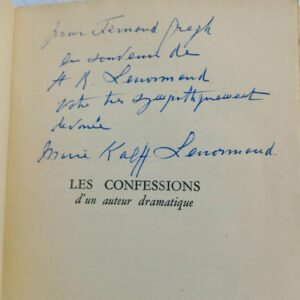 pour Fernand Gregh
en souvenir de
H R. Lenormand
votre très sympathiquement
dévouée
Marie Kalff Lenormand.
LES CONFESSIONS
d'un auteur dramatique